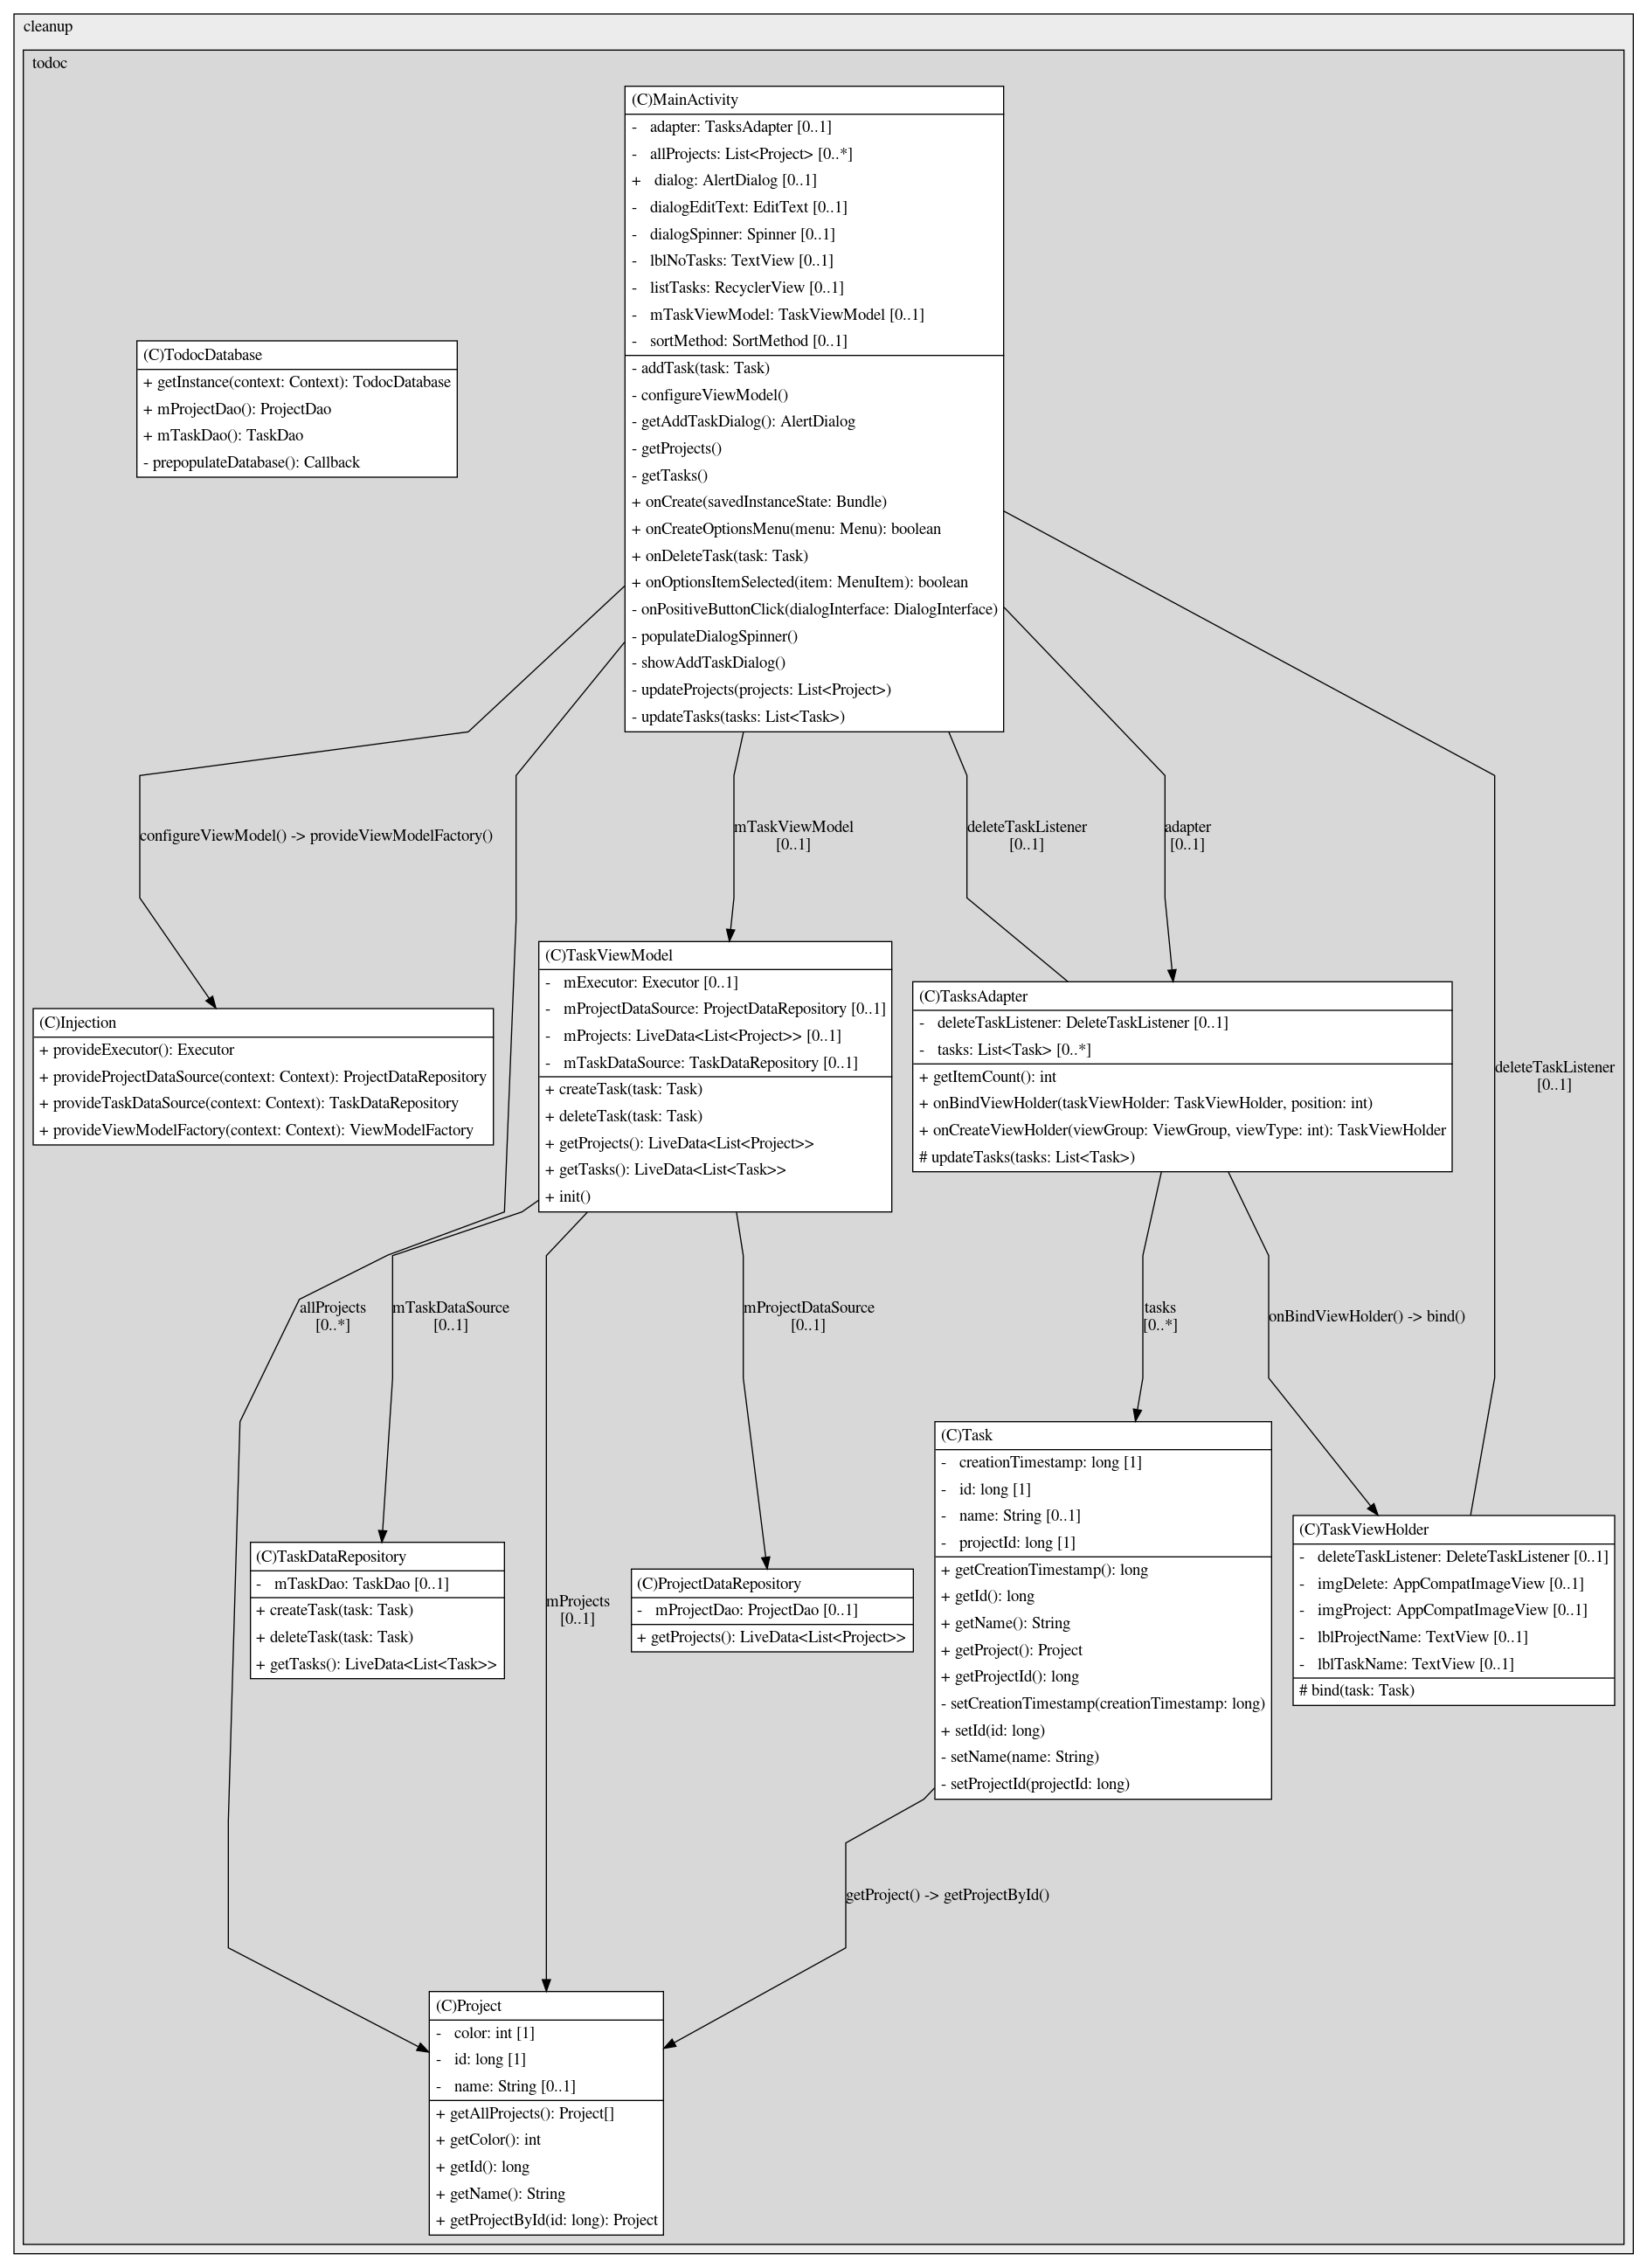 cleanup
todoc
(C)MainActivity
- adapter: TasksAdapter [0..1]
- allProjects: List<Project> [0..*]
+ dialog: AlertDialog [0..1]
- dialogEditText: EditText [0..1]
- dialogSpinner: Spinner [0..1]
- lblNoTasks: TextView [0..1]
- listTasks: RecyclerView [0..1]
- mTaskViewModel: TaskViewModel [0..1]
- sortMethod: SortMethod [0..1]
- addTask(task: Task)
- configureViewModel()
- getAddTaskDialog(): AlertDialog
- getProjects()
- getTasks()
+ onCreate(savedInstanceState: Bundle)
+ onCreateOptionsMenu(menu: Menu): boolean
+ onDeleteTask(task: Task)
+ onOptionsItemSelected(item: MenuItem): boolean
- onPositiveButtonClick(dialogInterface: DialogInterface)
- populateDialogSpinner()
- showAddTaskDialog()
- updateProjects(projects: List<Project>)
- updateTasks(tasks: List<Task>)
(C)TodocDatabase
+ getInstance(context: Context): TodocDatabase
+ mProjectDao(): ProjectDao
+ mTaskDao(): TaskDao
- prepopulateDatabase(): Callback
configureViewModel() -> provideViewModelFactory()
mTaskViewModel
[0..1]
deleteTaskListener
[0..1]
adapter
[0..1]
deleteTaskListener
[0..1]
(C)Injection
+ provideExecutor(): Executor
+ provideProjectDataSource(context: Context): ProjectDataRepository
+ provideTaskDataSource(context: Context): TaskDataRepository
+ provideViewModelFactory(context: Context): ViewModelFactory
(C)TaskViewModel
- mExecutor: Executor [0..1]
- mProjectDataSource: ProjectDataRepository [0..1]
- mProjects: LiveData<List<Project>> [0..1]
- mTaskDataSource: TaskDataRepository [0..1]
+ createTask(task: Task)
+ deleteTask(task: Task)
+ getProjects(): LiveData<List<Project>>
+ getTasks(): LiveData<List<Task>>
+ init()
(C)TasksAdapter
- deleteTaskListener: DeleteTaskListener [0..1]
- tasks: List<Task> [0..*]
+ getItemCount(): int
+ onBindViewHolder(taskViewHolder: TaskViewHolder, position: int)
+ onCreateViewHolder(viewGroup: ViewGroup, viewType: int): TaskViewHolder
# updateTasks(tasks: List<Task>)
allProjects
[0..*]
mTaskDataSource
[0..1]
mProjectDataSource
[0..1]
tasks
[0..*]
onBindViewHolder() -> bind()
mProjects
[0..1]
(C)TaskDataRepository
- mTaskDao: TaskDao [0..1]
+ createTask(task: Task)
+ deleteTask(task: Task)
+ getTasks(): LiveData<List<Task>>
(C)ProjectDataRepository
- mProjectDao: ProjectDao [0..1]
+ getProjects(): LiveData<List<Project>>
(C)Task
- creationTimestamp: long [1]
- id: long [1]
- name: String [0..1]
- projectId: long [1]
+ getCreationTimestamp(): long
+ getId(): long
+ getName(): String
+ getProject(): Project
+ getProjectId(): long
- setCreationTimestamp(creationTimestamp: long)
+ setId(id: long)
- setName(name: String)
- setProjectId(projectId: long)
(C)TaskViewHolder
- deleteTaskListener: DeleteTaskListener [0..1]
- imgDelete: AppCompatImageView [0..1]
- imgProject: AppCompatImageView [0..1]
- lblProjectName: TextView [0..1]
- lblTaskName: TextView [0..1]
# bind(task: Task)
getProject() -> getProjectById()
(C)Project
- color: int [1]
- id: long [1]
- name: String [0..1]
+ getAllProjects(): Project[]
+ getColor(): int
+ getId(): long
+ getName(): String
+ getProjectById(id: long): Project